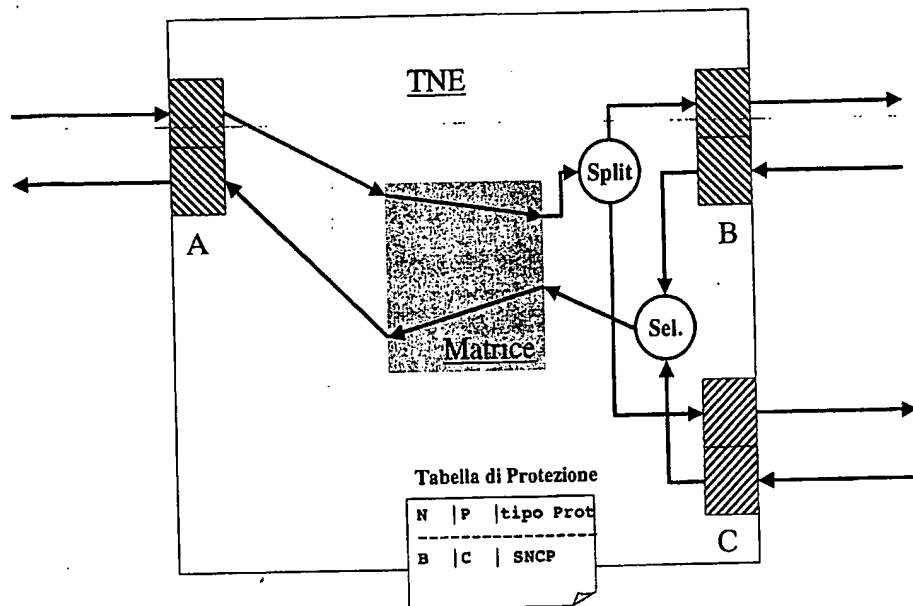 TNE
Split
A
B
Sel.
Matrice
Tabella di Protezione
N |P |tipo Prot
B |C | SNCP
C